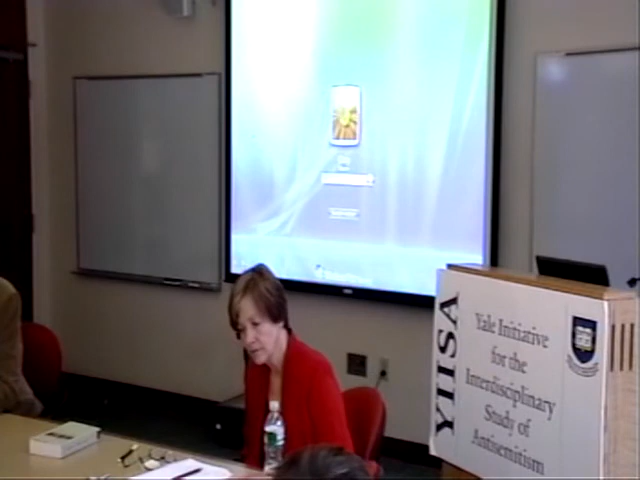 YIISA
Yale Initiative
for the
Interdisciplinary
Study of
Antisemitism